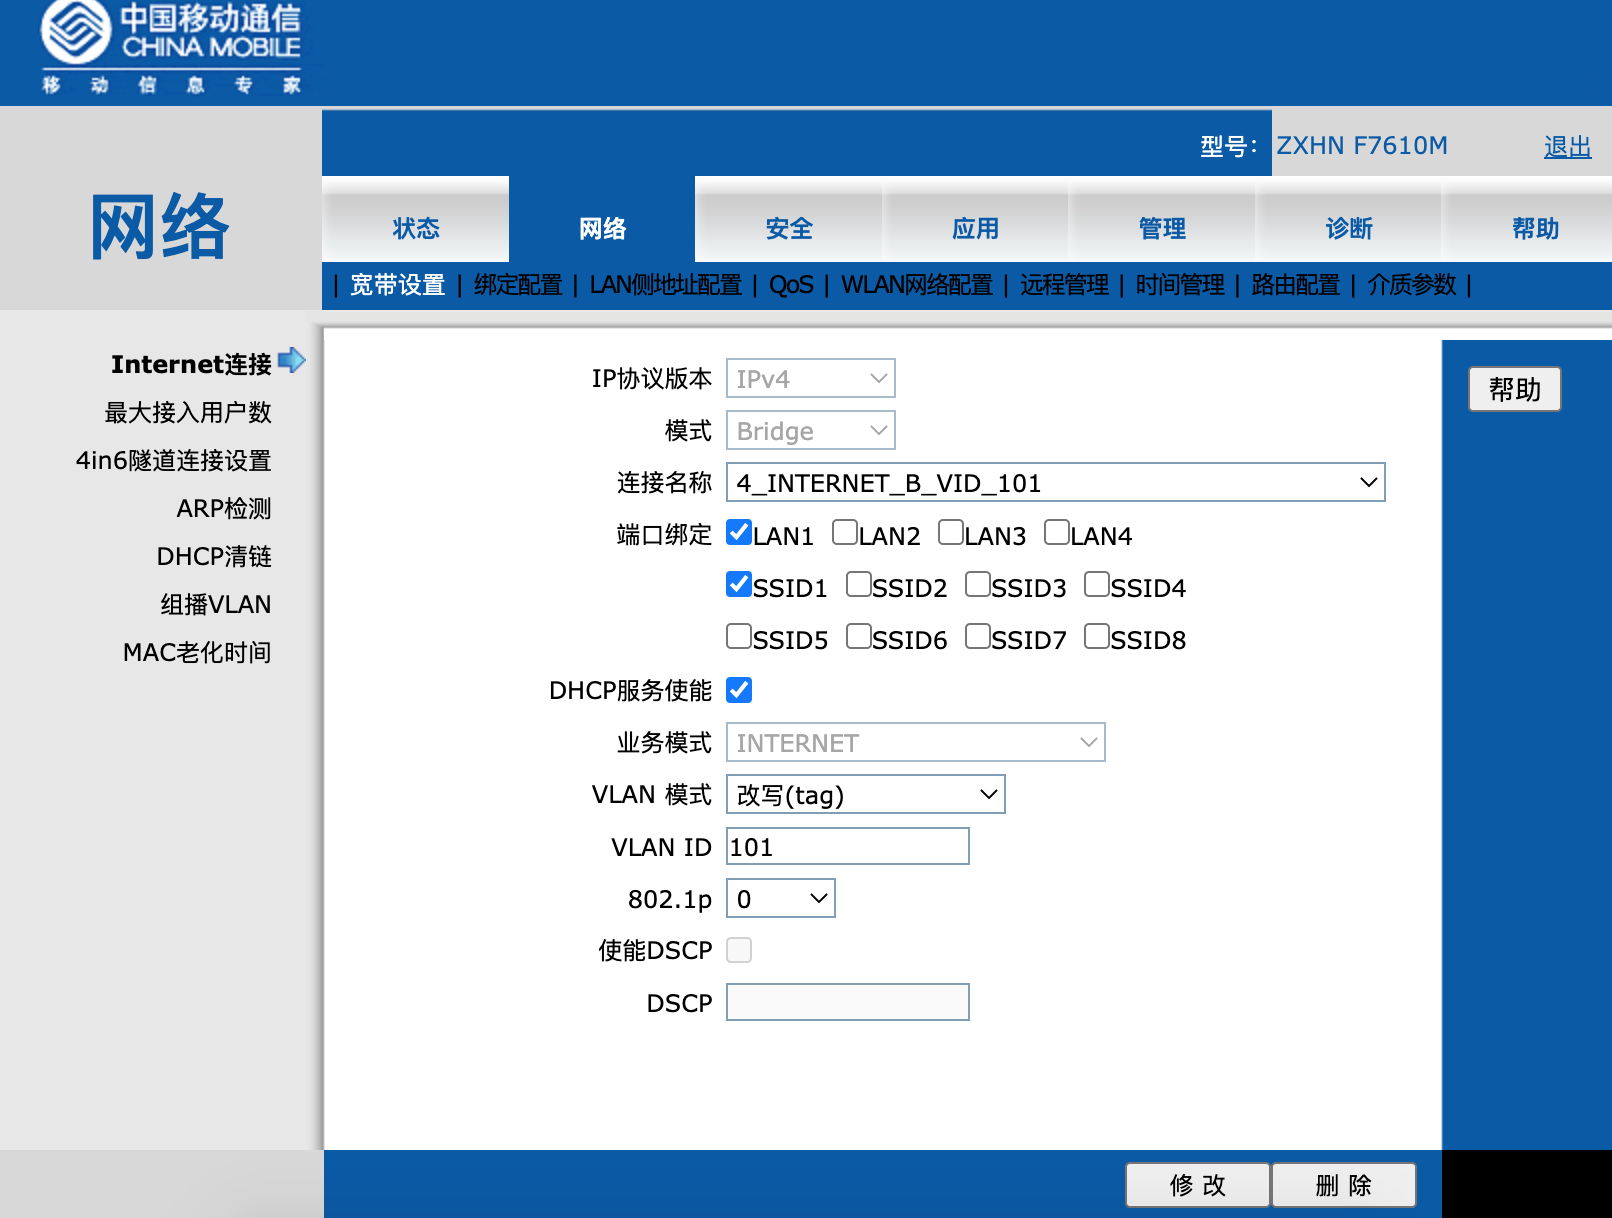 中国移动通信
CHINA MOBILE
移动信息专家
型号： ZXHN F7610M 退出
网络
状态 网络 安全 应用 管理 诊断 帮助
| 宽带设置 | 绑定配置 | LAN侧地址配置 | QoS | WLAN网络配置 | 远程管理 | 时间管理 | 路由配置 | 介质参数 |
Internet连接
最大接入用户数
4in6隧道连接设置
ARP检测
DHCP清链
组播VLAN
MAC老化时间
IP协议版本 IPv4
模式 Bridge
连接名称 4_INTERNET_B_VID_101
端口绑定 LAN1 LAN2 LAN3 LAN4
SSID1 SSID2 SSID3 SSID4
SSID5 SSID6 SSID7 SSID8
DHCP服务使能
业务模式 INTERNET
VLAN 模式 改写(tag)
VLAN ID 101
802.1p 0
使能DSCP
DSCP
帮助
修 改 删 除